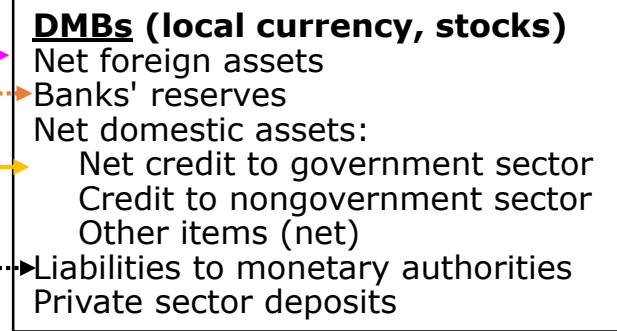 DMBs (local currency, stocks)
Net foreign assets
Banks' reserves
Net domestic assets:
Net credit to government sector
Credit to nongovernment sector
Other items (net)
Liabilities to monetary authorities
Private sector deposits